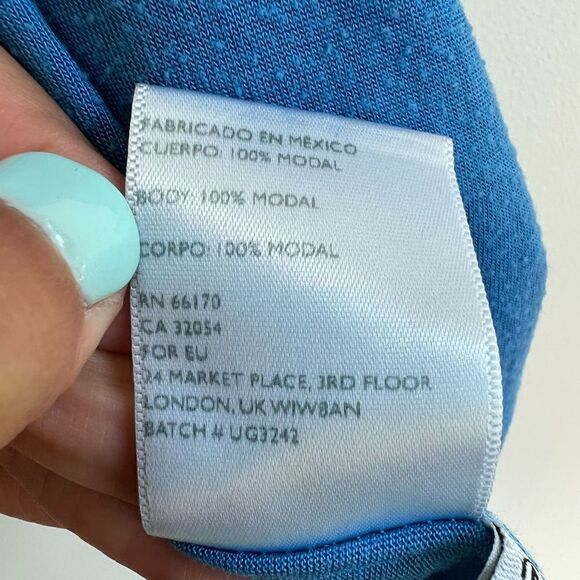 FABRICADO EN MÉXICO
CUERPO: 100% MODAL
BODY 100% MODAL
CORPO: 100% MODAL
RN 66170
CA 32054
FOR EU
24 MARKET PLACE, 3RD FLOOR
LONDON, UK W1W8AN
BATCH # UG3242